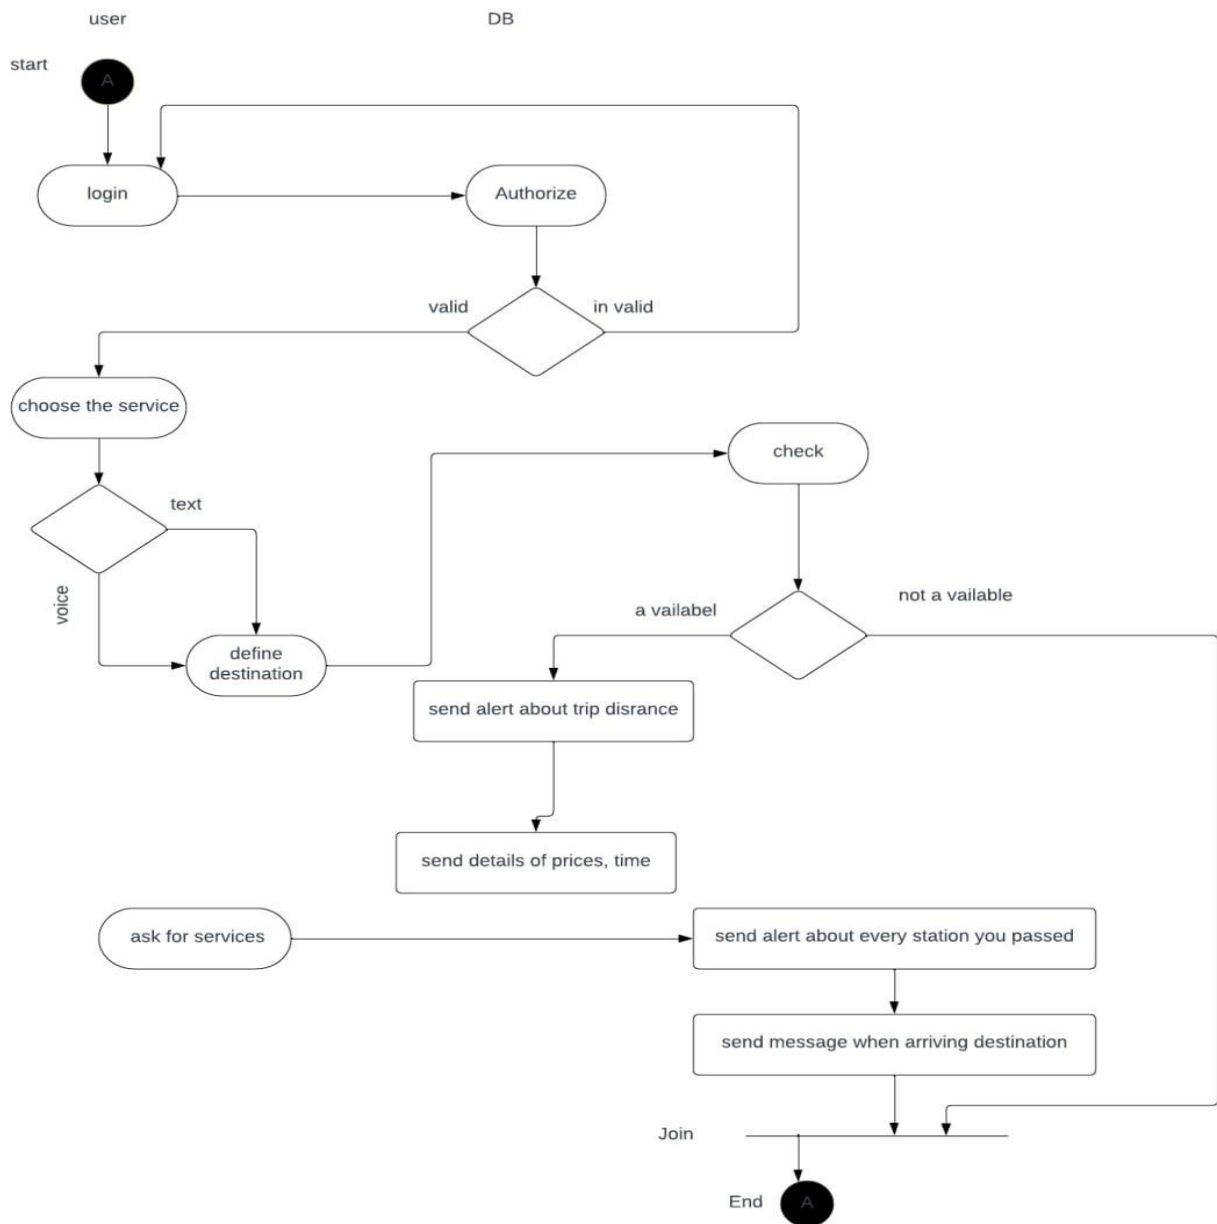 user
DB
start
A
login
Authorize
valid
in valid
choose the service
check
text
voice
a vailabel
not a vailable
define
destination
send alert about trip disrance
send details of prices, time
ask for services
send alert about every station you passed
send message when arriving destination
Join
End
A